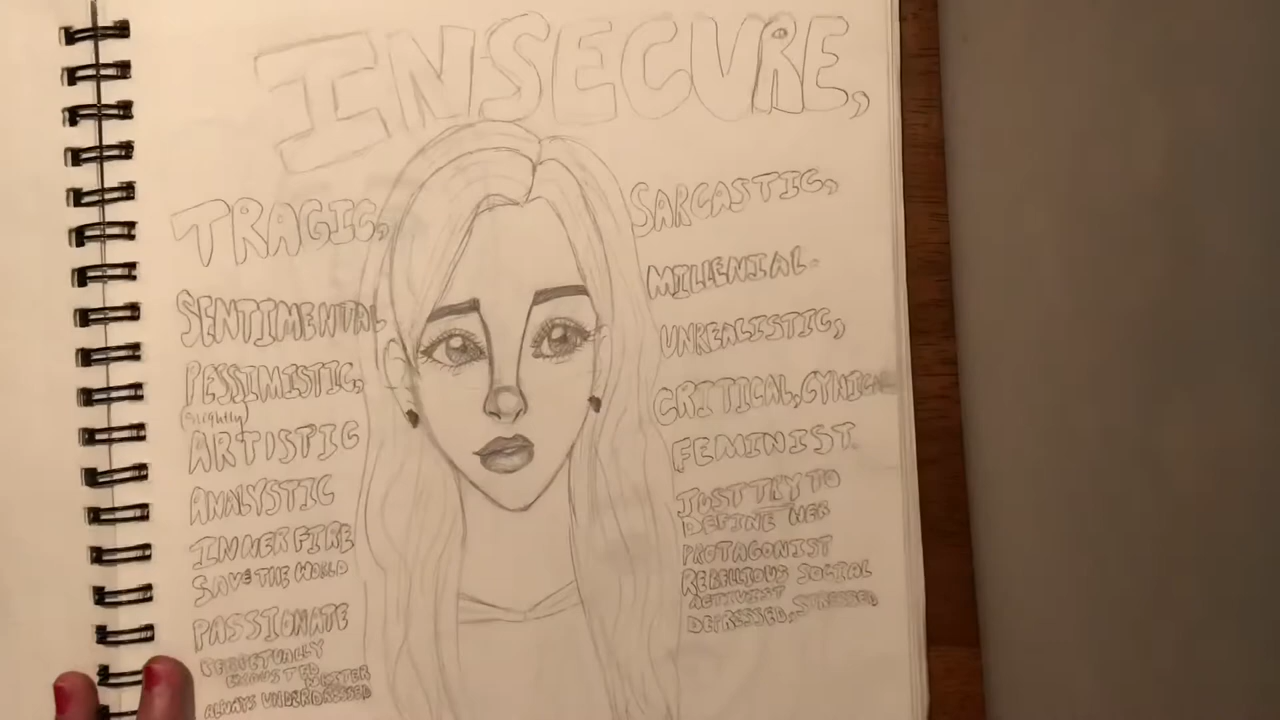 INSECURE,
TRAGIC,
SENTIMENTAL
PESSIMISTIC,
(slightly)
ARTISTIC
ANALYSTIC
INNER FIRE
SAVE THE WORLD
PASSIONATE
PERPETUALLY
EXHAUSTED
WRITER
ALWAYS UNDERDRESSED
SARCASTIC,
MILLENIAL.
UNREALISTIC,
CRITICAL, CYNICAL
FEMINIST.
JUST TRY TO
DEFINE HER
PROTAGONIST
REBELLIOUS SOCIAL
ACTIVIST
DEPRESSED, STRESSED